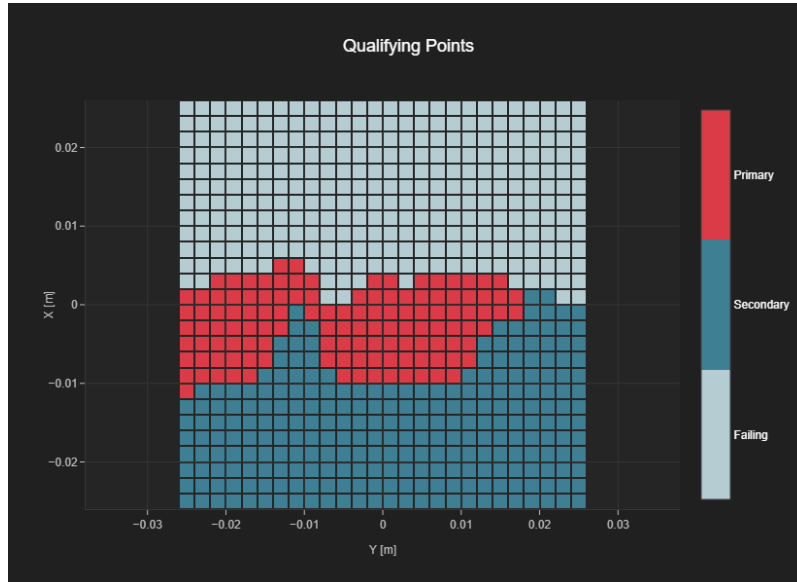 Qualifying Points
0.02
0.01
0
−0.01
−0.02
X [m]
−0.03
−0.02
−0.01
0
0.01
0.02
0.03
Y [m]
Primary
Secondary
Failing